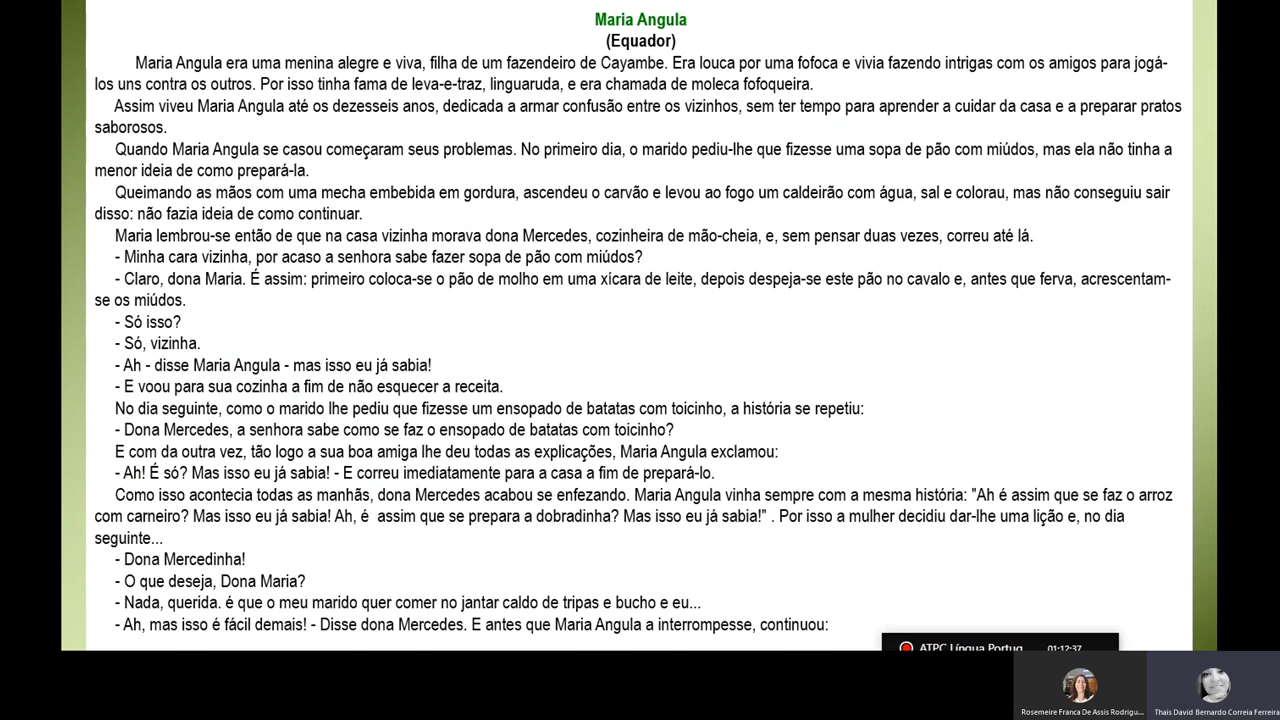 Maria Angula
(Equador)
Maria Angula era uma menina alegre e viva, filha de um fazendeiro de Cayambe. Era louca por uma fofoca e vivia fazendo intrigas com os amigos para jogá-
los uns contra os outros. Por isso tinha fama de leva-e-traz, linguaruda, e era chamada de moleca fofoqueira.
Assim viveu Maria Angula até os dezesseis anos, dedicada a armar confusão entre os vizinhos, sem ter tempo para aprender a cuidar da casa e a preparar pratos
saborosos.
Quando Maria Angula se casou começaram seus problemas. No primeiro dia, o marido pediu-lhe que fizesse uma sopa de pão com miúdos, mas ela não tinha a
menor ideia de como prepará-la.
Queimando as mãos com uma mecha embebida em gordura, ascendeu o carvão e levou ao fogo um caldeirão com água, sal e colorau, mas não conseguiu sair
disso: não fazia ideia de como continuar.
Maria lembrou-se então de que na casa vizinha morava dona Mercedes, cozinheira de mão-cheia, e, sem pensar duas vezes, correu até lá.
- Minha cara vizinha, por acaso a senhora sabe fazer sopa de pão com miúdos?
- Claro, dona Maria. É assim: primeiro coloca-se o pão de molho em uma xícara de leite, depois despeja-se este pão no cavalo e, antes que ferva, acrescentam-
se os miúdos.
- Só isso?
- Só, vizinha.
- Ah - disse Maria Angula - mas isso eu já sabia!
- E voou para sua cozinha a fim de não esquecer a receita.
No dia seguinte, como o marido lhe pediu que fizesse um ensopado de batatas com toicinho, a história se repetiu:
- Dona Mercedes, a senhora sabe como se faz o ensopado de batatas com toicinho?
E com da outra vez, tão logo a sua boa amiga lhe deu todas as explicações, Maria Angula exclamou:
- Ah! É só? Mas isso eu já sabia! - E correu imediatamente para a casa a fim de prepará-lo.
Como isso acontecia todas as manhãs, dona Mercedes acabou se enfezando. Maria Angula vinha sempre com a mesma história: "Ah é assim que se faz o arroz
com carneiro? Mas isso eu já sabia! Ah, é  assim que se prepara a dobradinha? Mas isso eu já sabia!" . Por isso a mulher decidiu dar-lhe uma lição e, no dia
seguinte...
- Dona Mercedinha!
- O que deseja, Dona Maria?
- Nada, querida. é que o meu marido quer comer no jantar caldo de tripas e bucho e eu...
- Ah, mas isso é fácil demais! - Disse dona Mercedes. E antes que Maria Angula a interrompesse, continuou:
ATPC Língua Portug 01:12:37
Rosemeire Franca De Assis Rodrigu... Thais David Bernardo Correia Ferreira